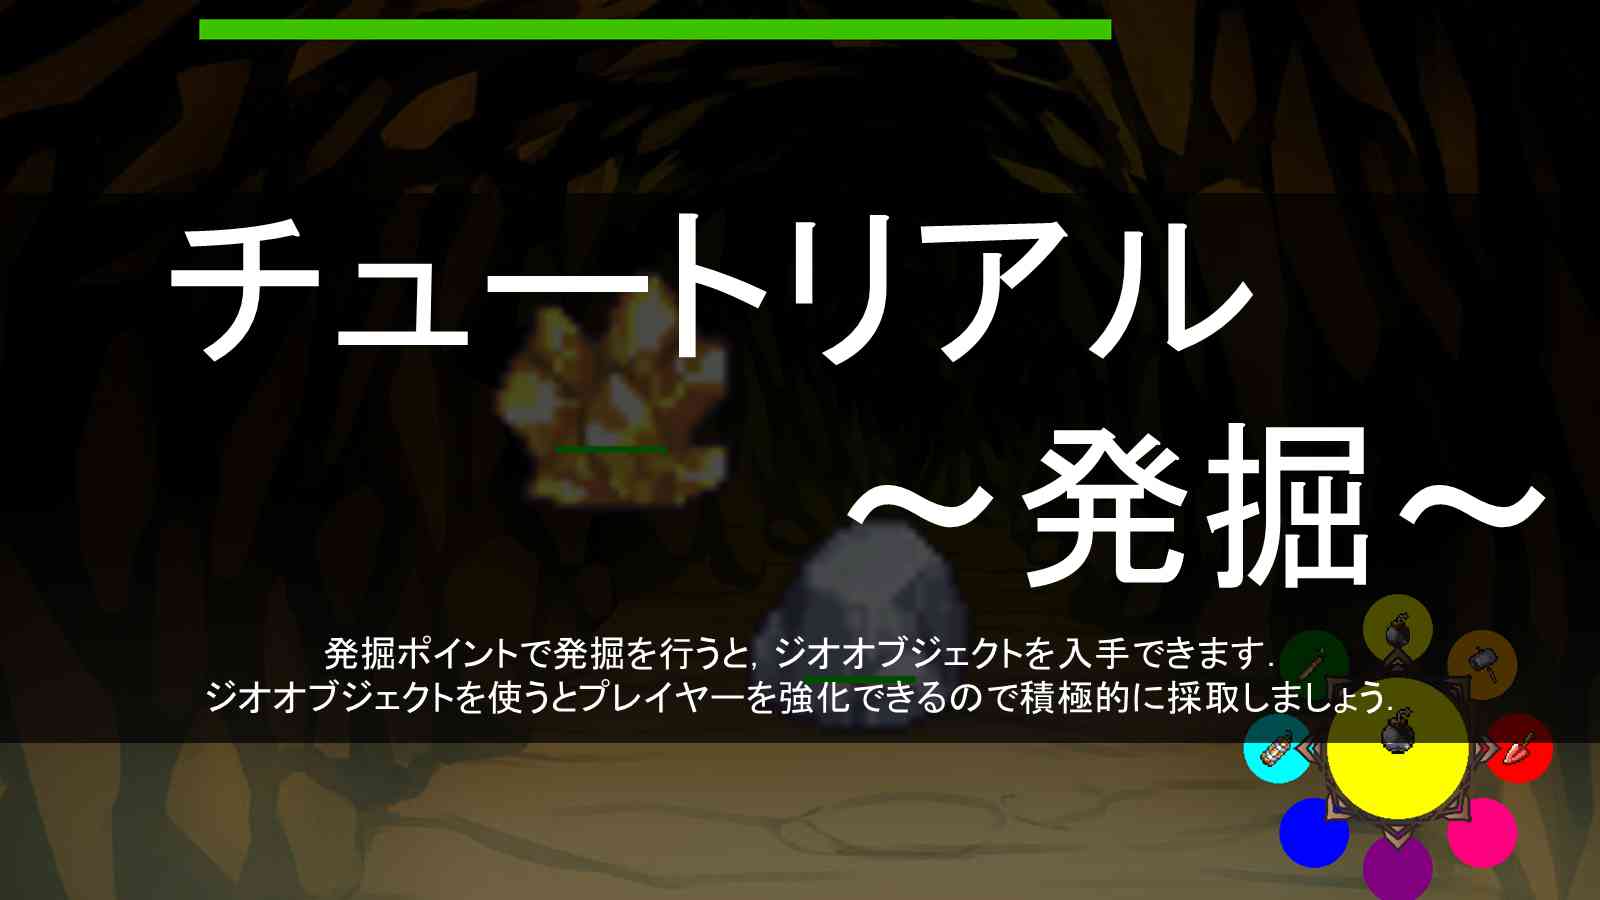 チュートリアル
～発掘～
発掘ポイントで発掘を行うと, ジオオブジェクトを入手できます.
ジオオブジェクトを使うとプレイヤーを強化できるので積極的に採取しましょう.